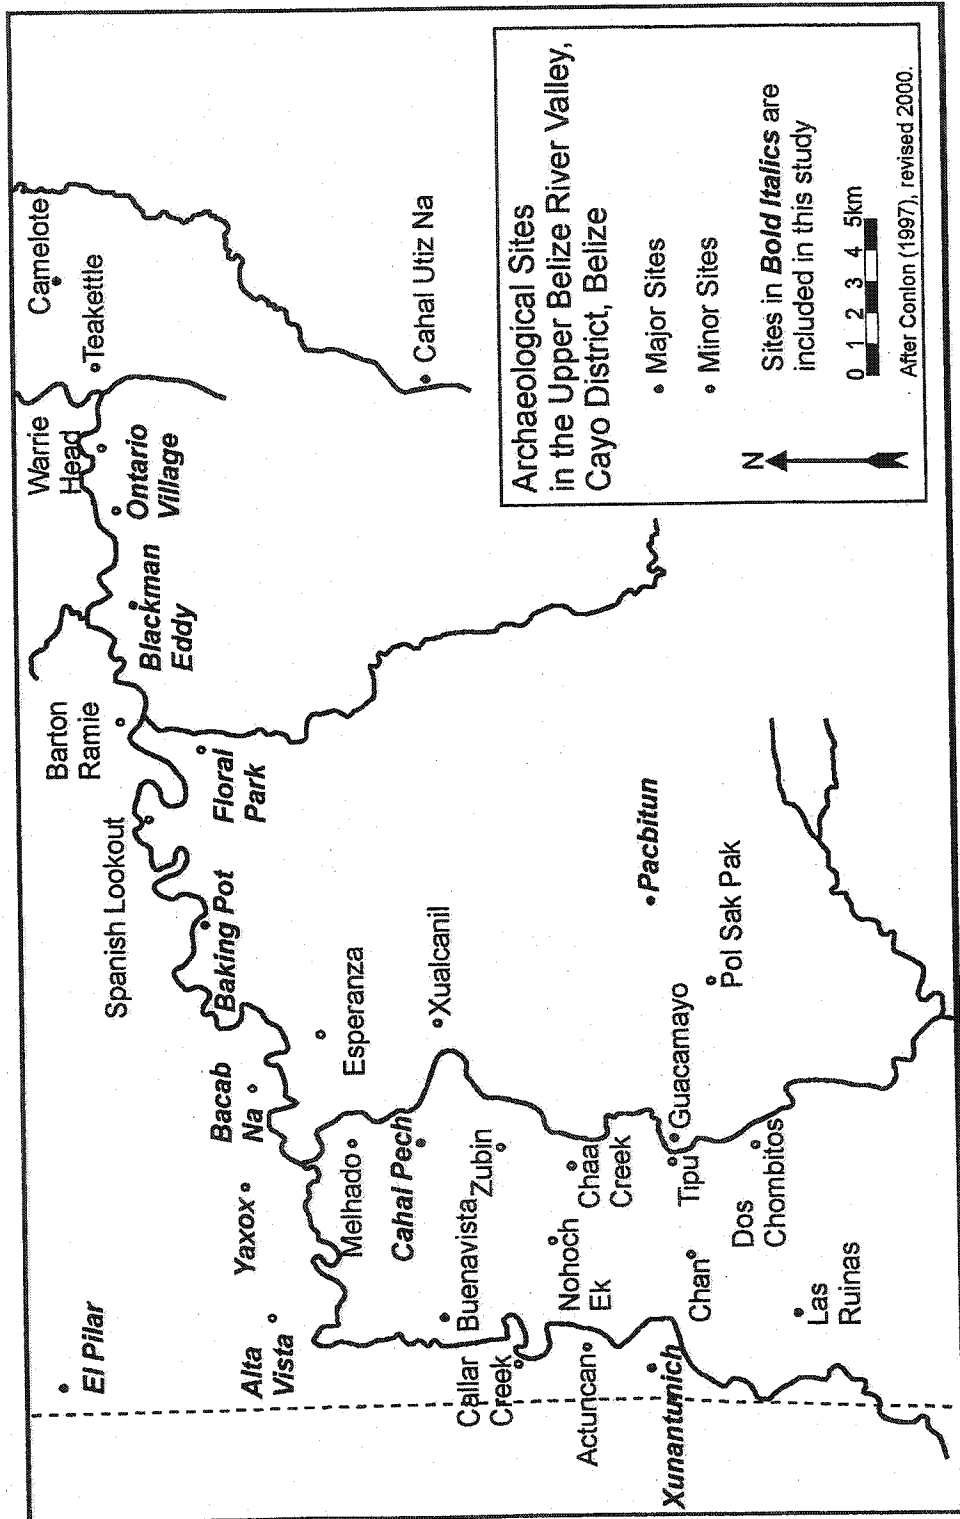 El Pilar
Alta
Vista
Yaxox
Bacab
Na
Spanish Lookout
Baking Pot
Barton
Ramie
Floral
Park
Blackman
Eddy
Warrie
Head
Ontario
Village
Camelote
Teakettle
Cahal Utiz Na
Melhado
Esperanza
Cahal Pech
Xualcanil
Buenavista
Zubin
Callar
Creek
Nohoch
Ek
Chaa
Creek
Actuncan
Xunantunich
Chan
Tipu
Guacamayo
Pacbitun
Pol Sak Pak
Dos
Chombitos
Las
Ruinas
Archaeological Sites
in the Upper Belize River Valley,
Cayo District, Belize
Major Sites
Minor Sites
N
Sites in Bold Italics are
included in this study
0 1 2 3 4 5km
After Conlon (1997), revised 2000.